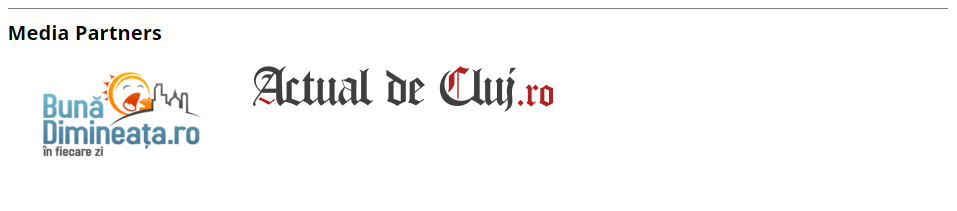 Media Partners
Bună
Dimineața.ro
în fiecare zi
Actual de Cluj.ro